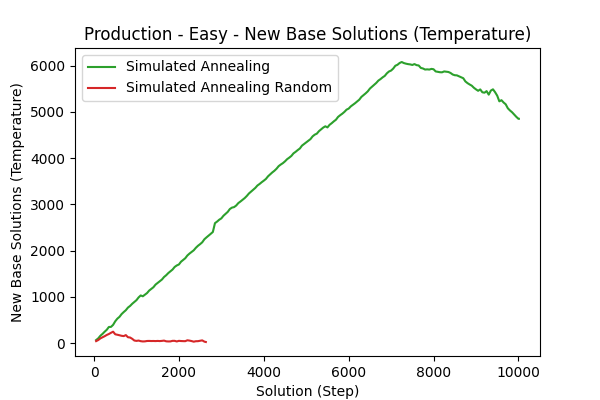 Production - Easy - New Base Solutions (Temperature)
Simulated Annealing
Simulated Annealing Random
New Base Solutions (Temperature)
6000
5000
4000
3000
2000
1000
0
0 2000 4000 6000 8000 10000
Solution (Step)